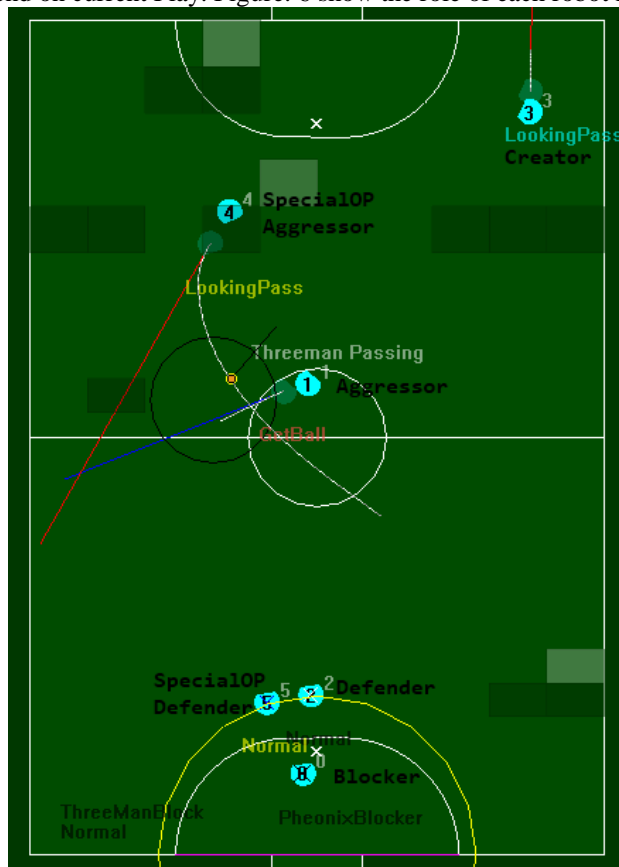 end on current Play. Figure. 6 show the role of each robot
3
3
LookingPass
Creator
4
4
SpecialOP
Aggressor
LookingPass
Threeman Passing
1
1
Aggressor
GetBall
SpecialOP
Defender
5
5
2
2
Defender
Normal
Normal
0
Blocker
ThreeManBlock
Normal
PheonixBlocker